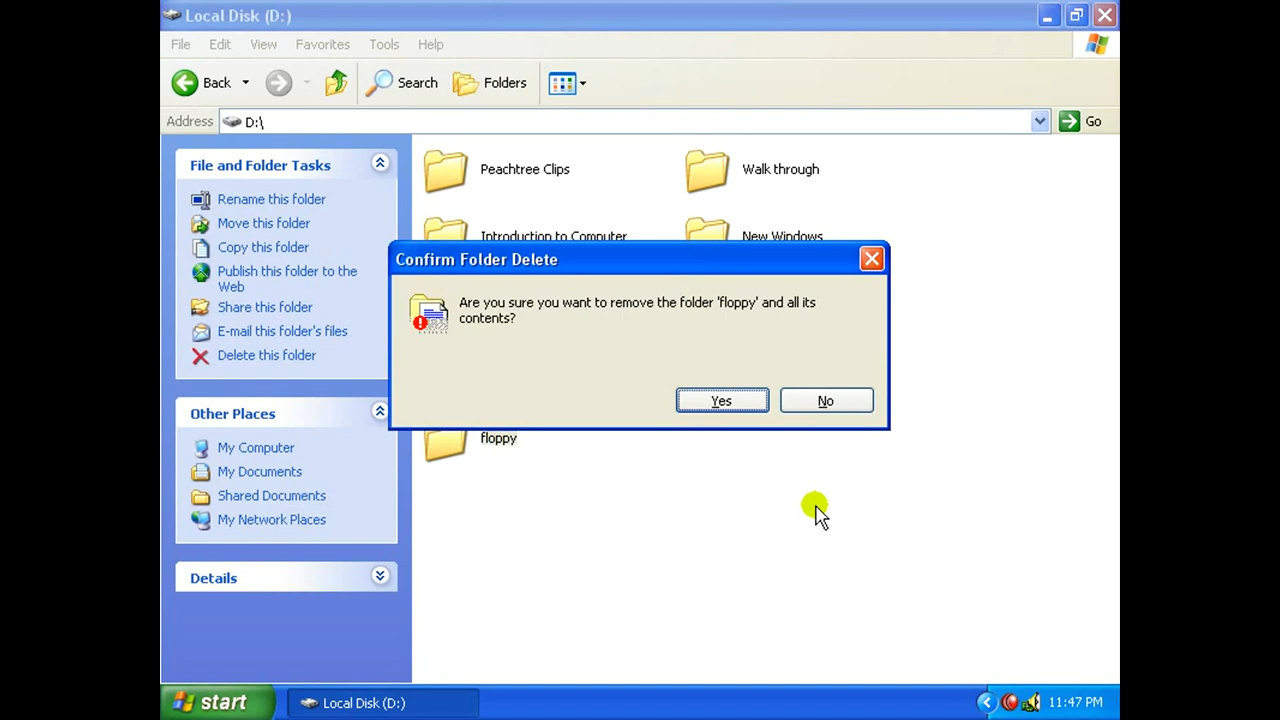 Local Disk (D:)
File Edit View Favorites Tools Help
Back Search Folders
Address D:\ Go
File and Folder Tasks
Rename this folder
Move this folder
Copy this folder
Publish this folder to the
Web
Share this folder
E-mail this folder's files
Delete this folder
Other Places
My Computer
My Documents
Shared Documents
My Network Places
Details
Peachtree Clips Walk through
Introduction to Computer New Windows
Confirm Folder Delete
Are you sure you want to remove the folder 'floppy' and all its
contents?
Yes No
floppy
start Local Disk (D:) 11:47 PM